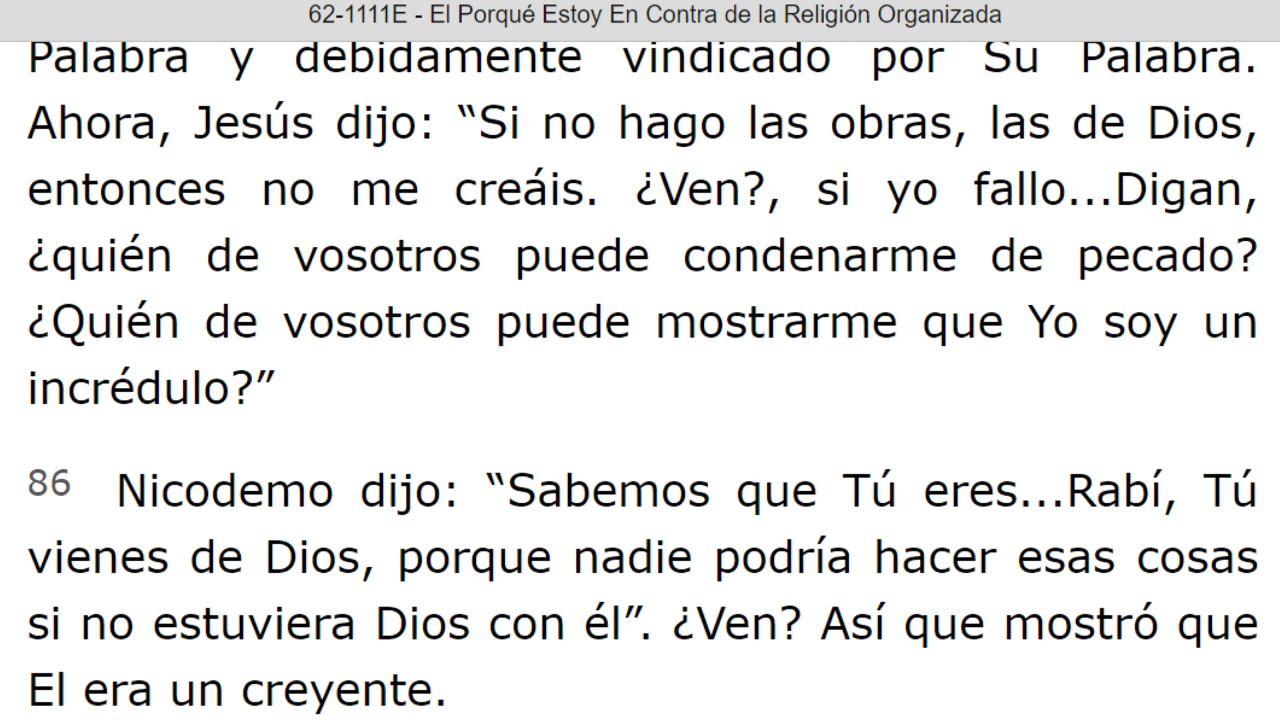 62-1111E - El Porqué Estoy En Contra de la Religión Organizada
Palabra y debidamente vindicado por Su Palabra.
Ahora, Jesús dijo: “Si no hago las obras, las de Dios,
entonces no me creáis. ¿Ven?, si yo fallo...Digan,
¿quién de vosotros puede condenarme de pecado?
¿Quién de vosotros puede mostrarme que Yo soy un
incrédulo?”
86 Nicodemo dijo: “Sabemos que Tú eres...Rabí, Tú
vienes de Dios, porque nadie podría hacer esas cosas
si no estuviera Dios con él”. ¿Ven? Así que mostró que
El era un creyente.